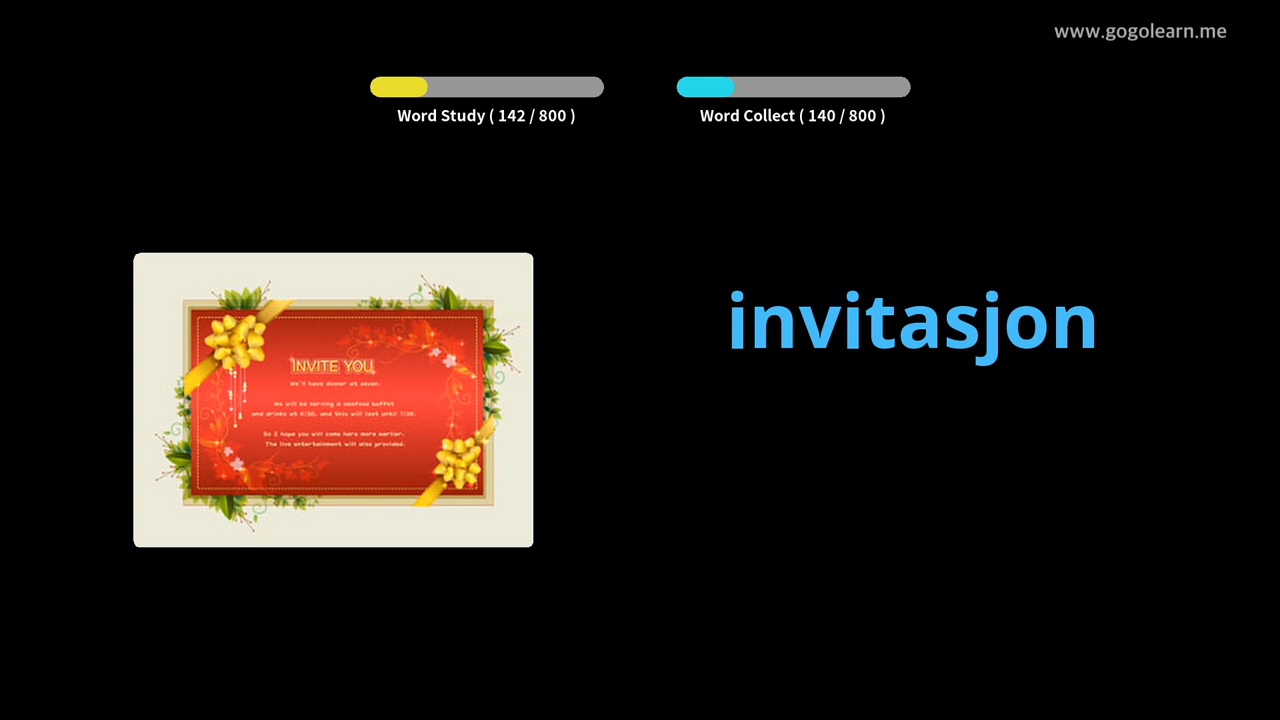 www.gogolearn.me
Word Study ( 142 / 800 )
Word Collect ( 140 / 800 )
invitasjon
INVITE YOU
We'll have dinner at seven.
We will be serving a seafood buffet
and drinks at 6:30, and this will last until 7:30.
So I hope you will come here more earlier.
The live entertainment will also provided.